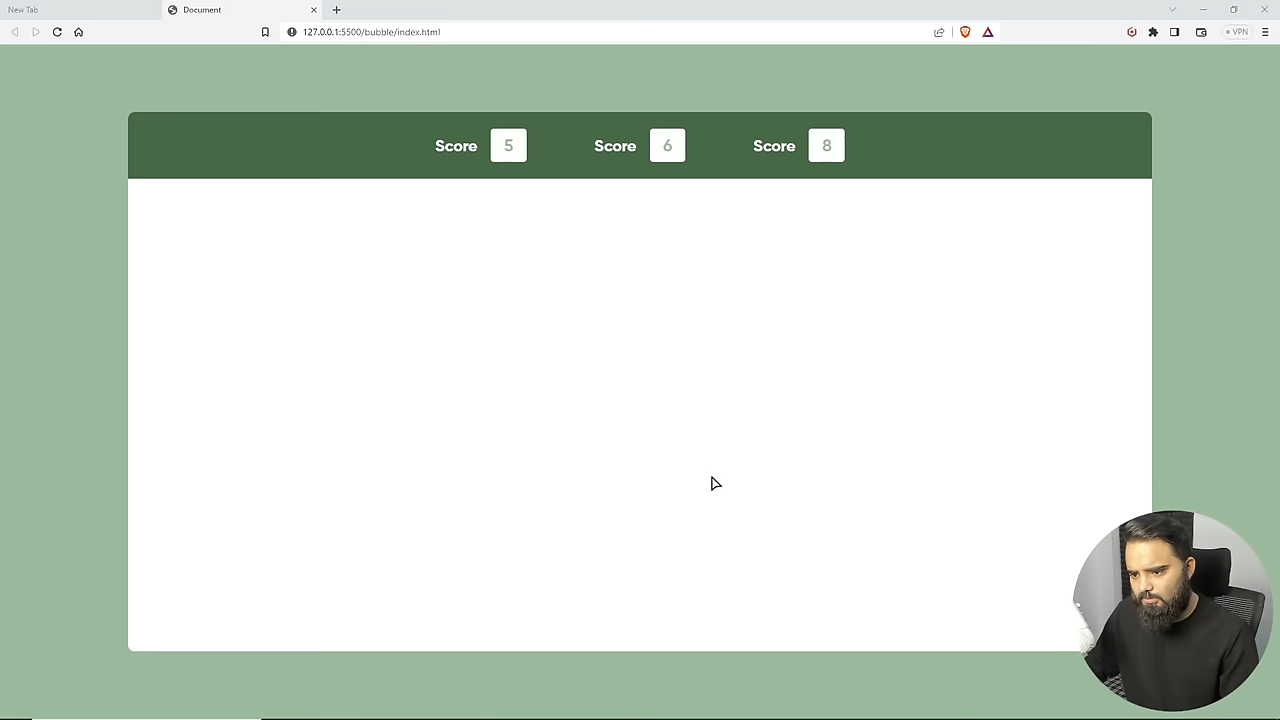 New Tab
Document
127.0.0.1:5500/bubble/index.html
VPN
Score 5 Score 6 Score 8